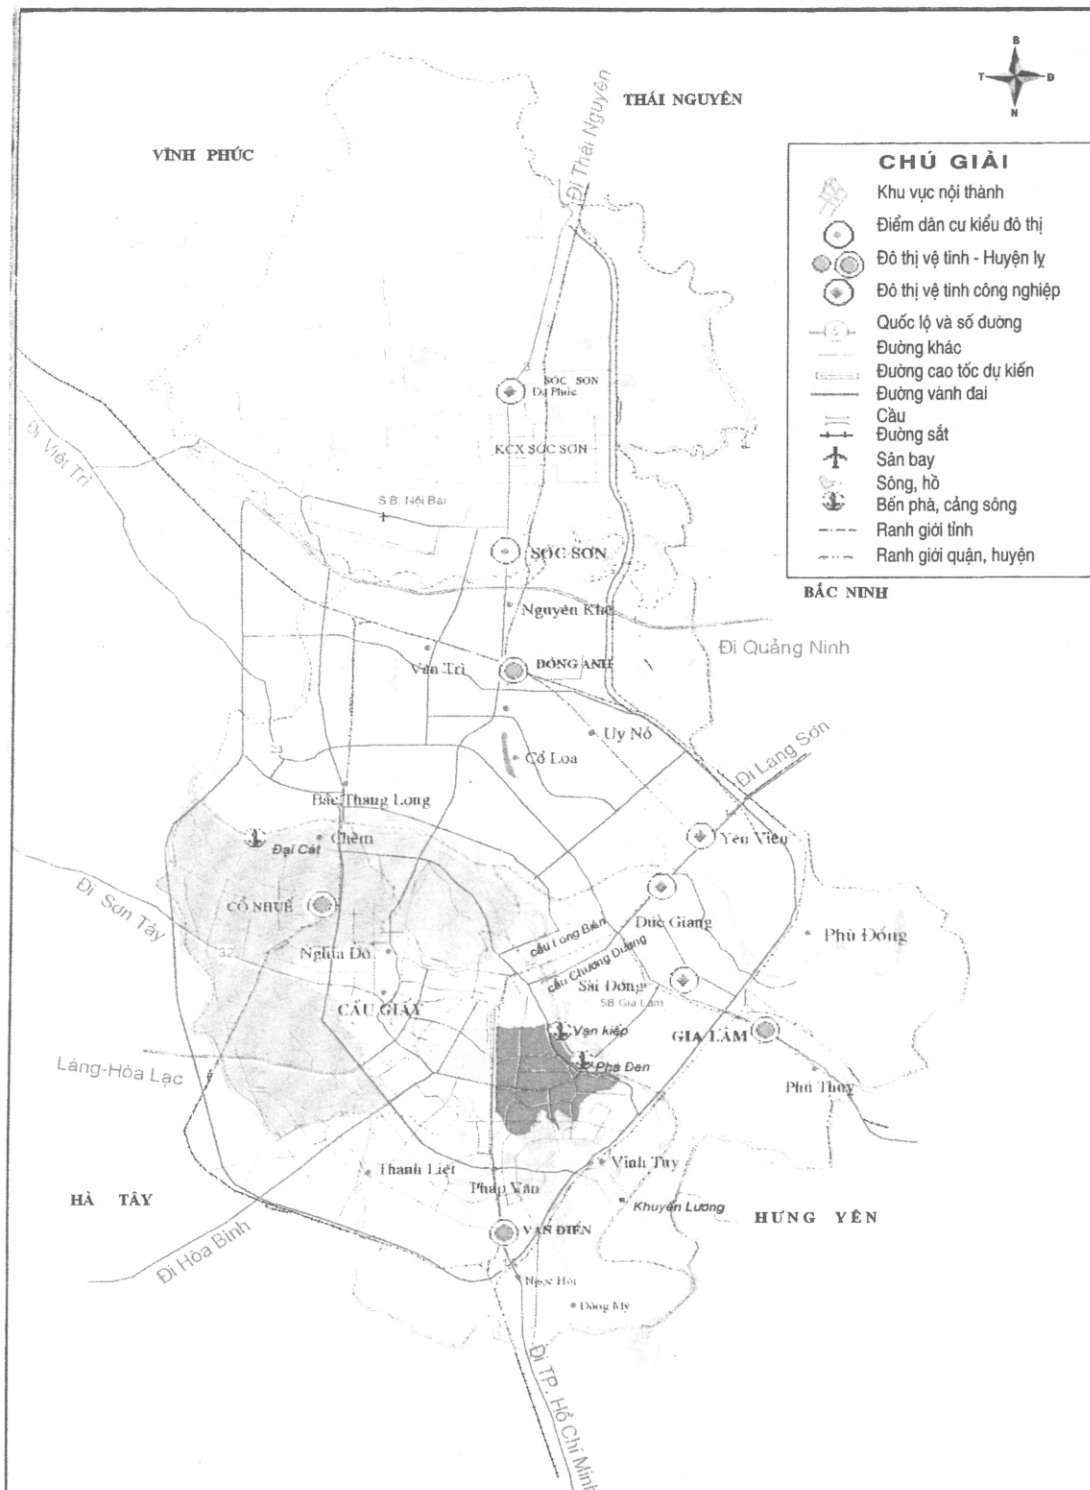 B
T
Đ
N
THÁI NGUYÊN
VĨNH PHÚC
Đi Thái Nguyên
CHÚ GIẢI
Khu vực nội thành
Điểm dân cư kiểu đô thị
Đô thị vệ tinh - Huyện lỵ
Đô thị vệ tinh công nghiệp
5
Quốc lộ và số đường
Đường khác
Đường cao tốc dự kiến
Đường vành đai
Cầu
Đường sắt
Sân bay
Sông, hồ
Bến phà, cảng sông
Ranh giới tỉnh
Ranh giới quận, huyện
BẮC NINH
3
SÓC SƠN
Đa Phúc
KCX SÓC SƠN
Đi Việt Trì
S.B. Nội Bài
SÓC SƠN
Nguyên Khê
Đi Quảng Ninh
Vân Trì
ĐÔNG ANH
Uy Nỗ
23
Cổ Loa
Đi Lạng Sơn
Bắc Thăng Long
Yên Viên
Chèm
Đại Cát
Đi Sơn Tây
CỔ NHUẾ
Đức Giang
Phù Đổng
cầu Long Biên
cầu Chương Dương
32
Nghĩa Đô
Sài Đồng
SB Gia Lâm
CẦU GIẤY
Vạn kiếp
GIA LÂM
Láng-Hòa Lạc
Phà Đen
Phú Thụy
Vĩnh Tuy
Thanh Liệt
Pháp Vân
HÀ TÂY
Khuyến Lương
HƯNG YÊN
VĂN ĐIỂN
Đi Hòa Bình
Ngọc Hồi
Đông Mỹ
Đi TP. Hồ Chí Minh